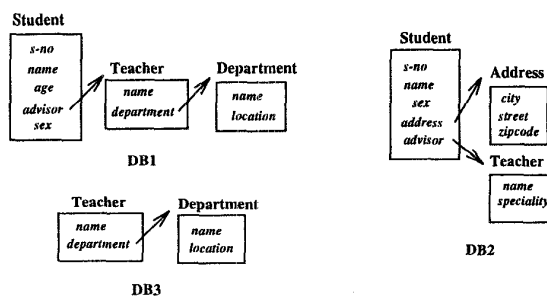 Student
s-no
name
age
advisor
sex
Teacher
name
department
Department
name
location
DB1
Teacher
name
department
Department
name
location
DB3
Student
s-no
name
sex
address
advisor
Address
city
street
zipcode
Teacher
name
speciality
DB2